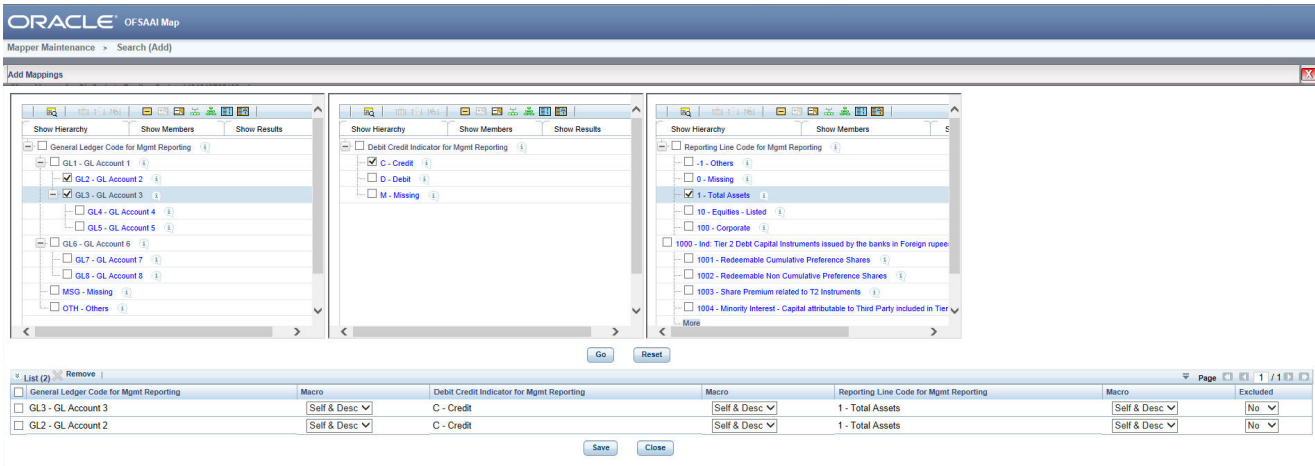 ORACLE® OFSAAI Map
Mapper Maintenance > Search (Add)
Add Mappings
X
Show Hierarchy Show Members Show Results
General Ledger Code for Mgmt Reporting
GL1 - GL Account 1
GL2 - GL Account 2
GL3 - GL Account 3
GL4 - GL Account 4
GL5 - GL Account 5
GL6 - GL Account 6
GL7 - GL Account 7
GL8 - GL Account 8
MSG - Missing
OTH - Others
Show Hierarchy Show Members Show Results
Debit Credit Indicator for Mgmt Reporting
C - Credit
D - Debit
M - Missing
Show Hierarchy Show Members S
Reporting Line Code for Mgmt Reporting
-1 - Others
0 - Missing
1 - Total Assets
10 - Equities - Listed
100 - Corporate
1000 - Ind: Tier 2 Debt Capital Instruments issued by the banks in Foreign rupee
1001 - Redeemable Cumulative Preference Shares
1002 - Redeemable Non Cumulative Preference Shares
1003 - Share Premium related to T2 Instruments
1004 - Minority Interest - Capital attributable to Third Party included in Tier
More
Go Reset
List (2) Remove | Page 1 / 1
General Ledger Code for Mgmt Reporting Macro Debit Credit Indicator for Mgmt Reporting Macro Reporting Line Code for Mgmt Reporting Macro Excluded
GL3 - GL Account 3 Self & Desc C - Credit Self & Desc 1 - Total Assets Self & Desc No
GL2 - GL Account 2 Self & Desc C - Credit Self & Desc 1 - Total Assets Self & Desc No
Save Close